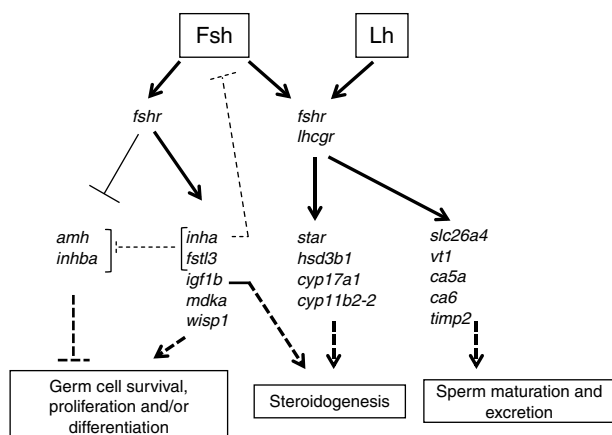 Fsh
Lh
fshr
fshr
lhcgr
amh
inhba
inha
fstl3
igf1b
mdka
wisp1
star
hsd3b1
cyp17a1
cyp11b2-2
slc26a4
vt1
ca5a
ca6
timp2
Germ cell survival,
proliferation and/or
differentiation
Steroidogenesis
Sperm maturation and
excretion